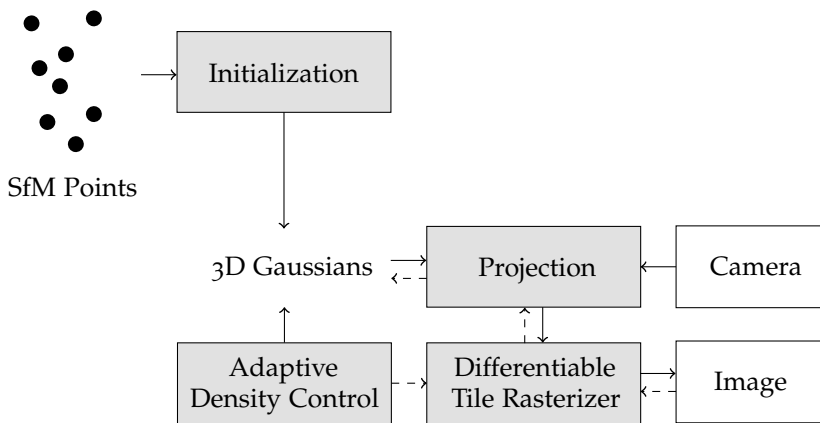 Initialization
SfM Points
3D Gaussians
Projection
Camera
Adaptive
Density Control
Differentiable
Tile Rasterizer
Image